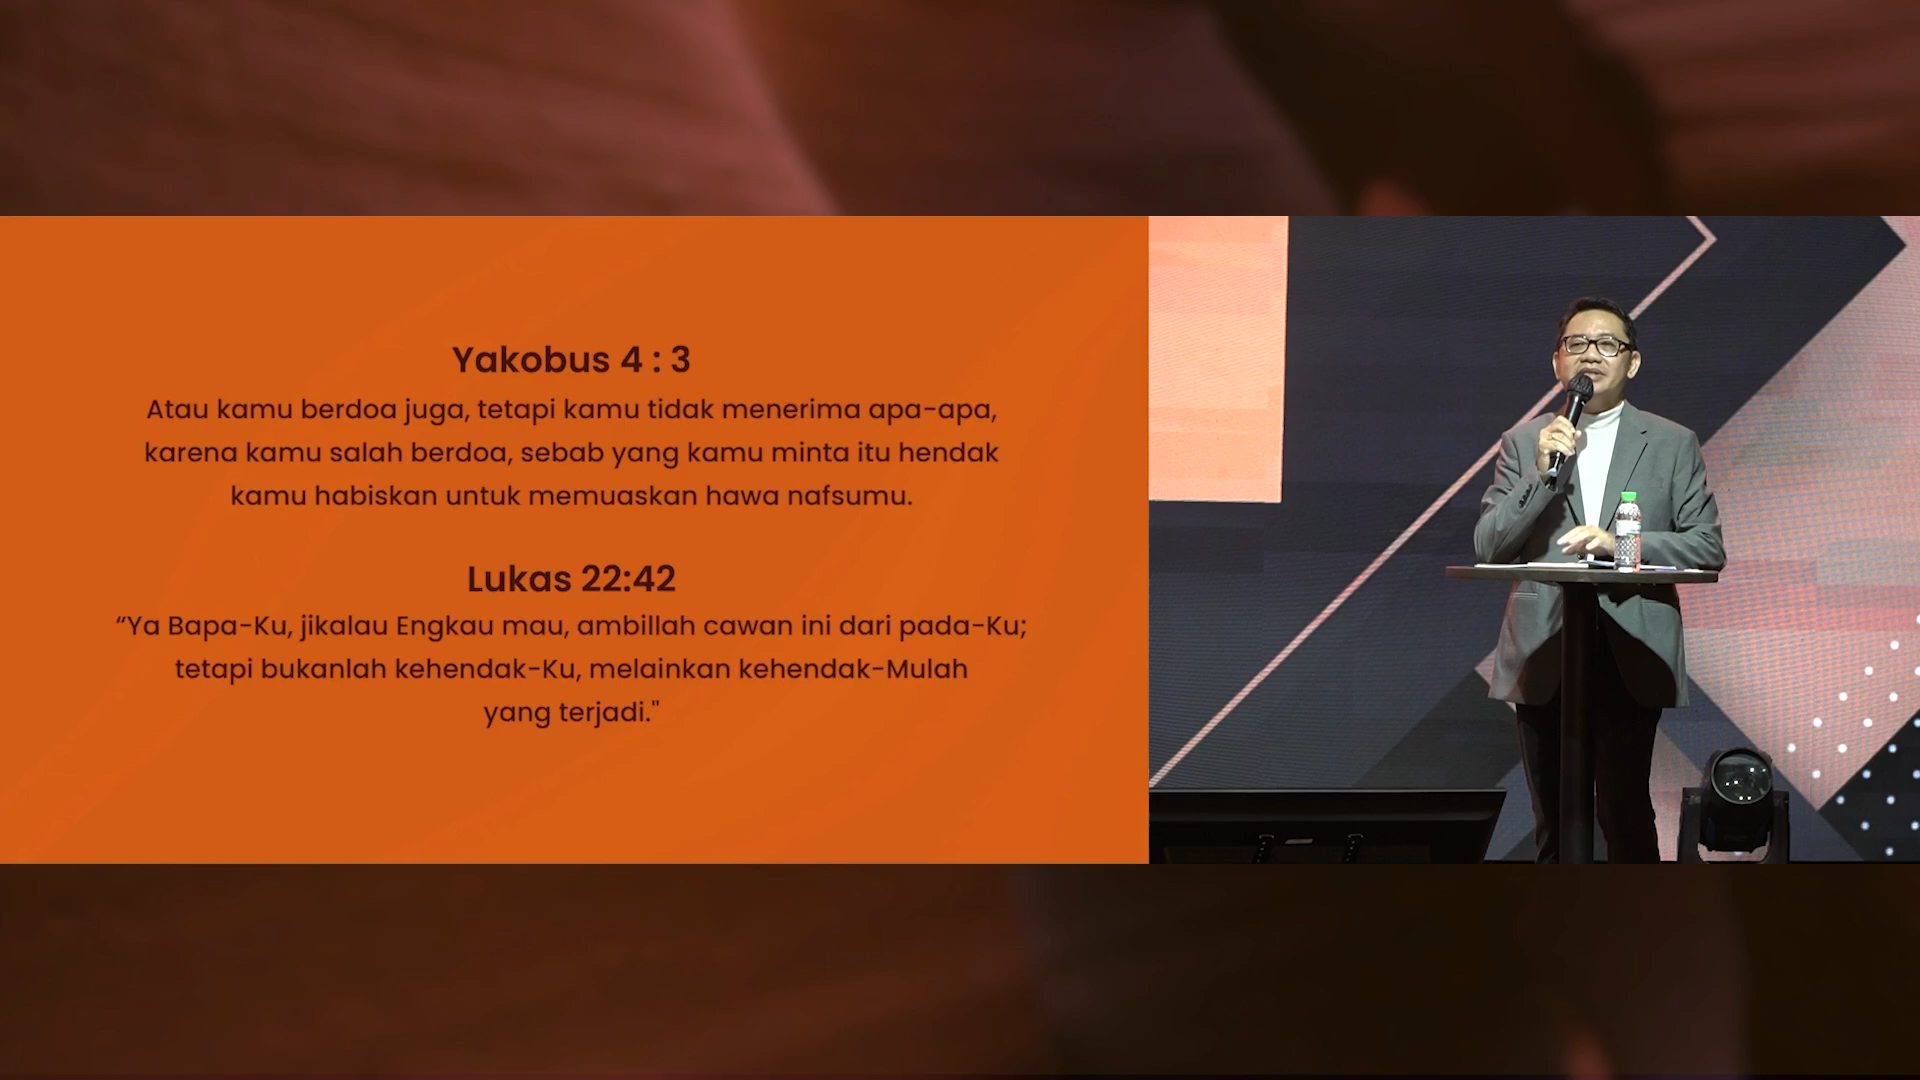 Yakobus 4 : 3
Atau kamu berdoa juga, tetapi kamu tidak menerima apa-apa,
karena kamu salah berdoa, sebab yang kamu minta itu hendak
kamu habiskan untuk memuaskan hawa nafsumu.
Lukas 22:42
“Ya Bapa-Ku, jikalau Engkau mau, ambillah cawan ini dari pada-Ku;
tetapi bukanlah kehendak-Ku, melainkan kehendak-Mulah
yang terjadi."